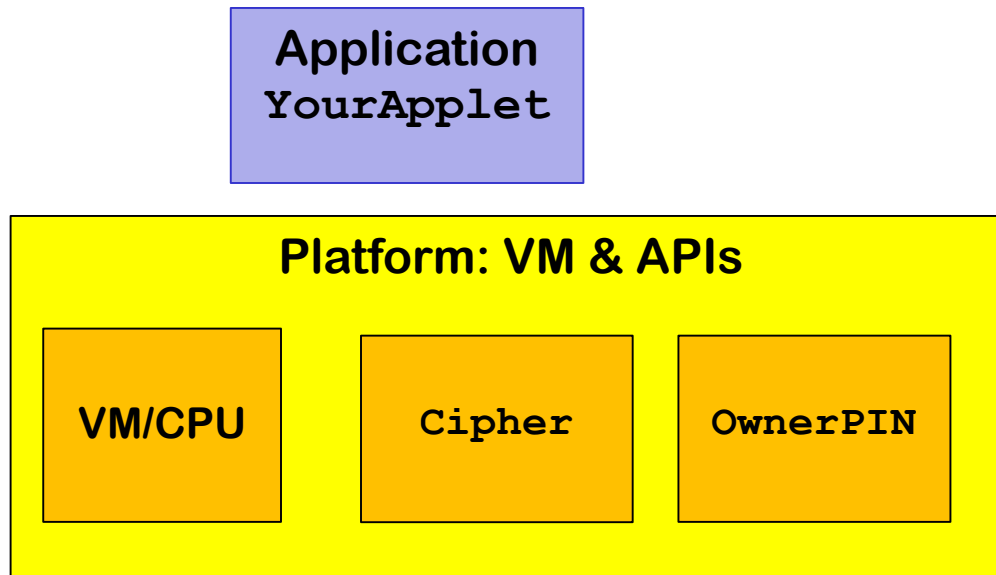 Application
YourApplet
Platform: VM & APIs
VM/CPU
Cipher
OwnerPIN